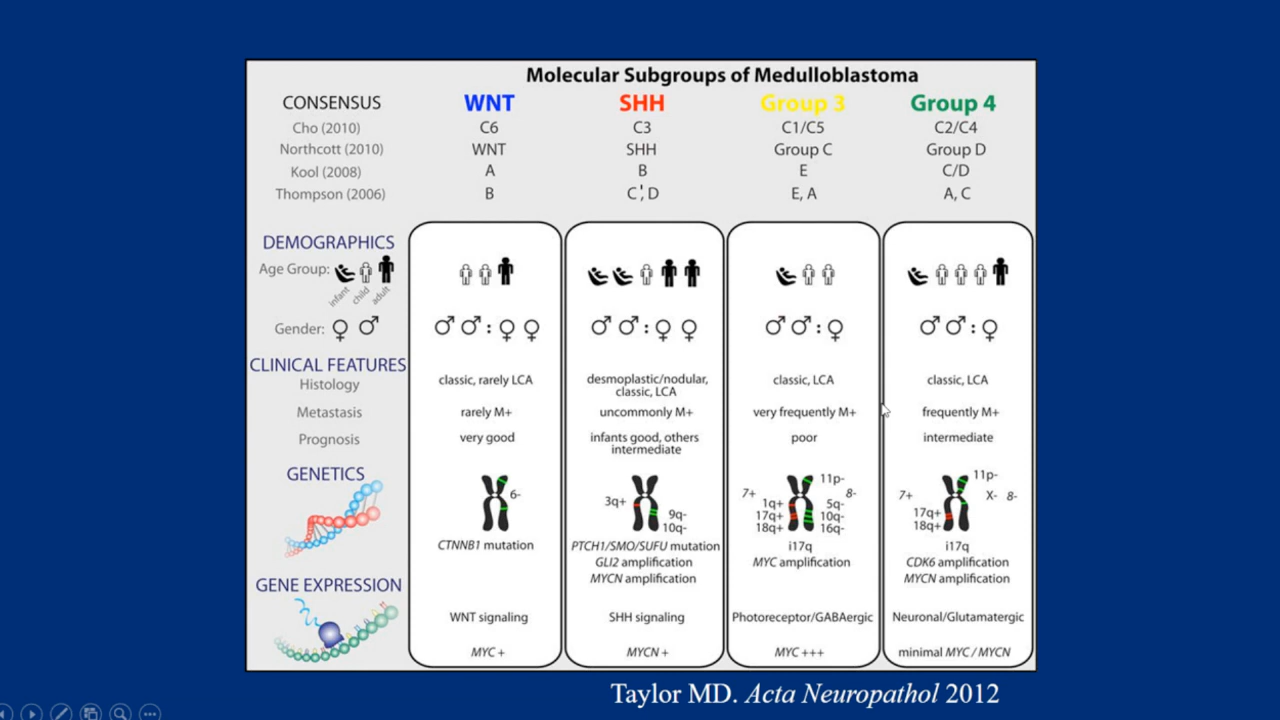 Molecular Subgroups of Medulloblastoma
CONSENSUS WNT SHH Group 3 Group 4
Cho (2010) C6 C3 C1/C5 C2/C4
Northcott (2010) WNT SHH Group C Group D
Kool (2008) A B E C/D
Thompson (2006) B C', D E, A A, C
DEMOGRAPHICS
Age Group:
infant child adult
Gender: ♀ ♂ ♂ ♂ : ♀ ♀ ♂ ♂ : ♀ ♀ ♂ ♂ : ♀ ♂ ♂ : ♀
CLINICAL FEATURES
Histology classic, rarely LCA desmoplastic/nodular, classic, LCA classic, LCA
classic, LCA
Metastasis rarely M+ uncommonly M+ very frequently M+ frequently M+
Prognosis very good infants good, others poor intermediate
intermediate
GENETICS
6-
3q+
9q-
10q-
7+ 11p-
8-
1q+ 5q-
17q+ 10q-
18q+ 16q-
11p-
7+ X- 8-
17q+
18q+
CTNNB1 mutation PTCH1/SMO/SUFU mutation i17q i17q
GLI2 amplification MYC amplification CDK6 amplification
MYCN amplification MYCN amplification
GENE EXPRESSION
WNT signaling SHH signaling Photoreceptor/GABAergic Neuronal/Glutamatergic
MYC + MYCN + MYC +++ minimal MYC / MYCN
Taylor MD. Acta Neuropathol 2012